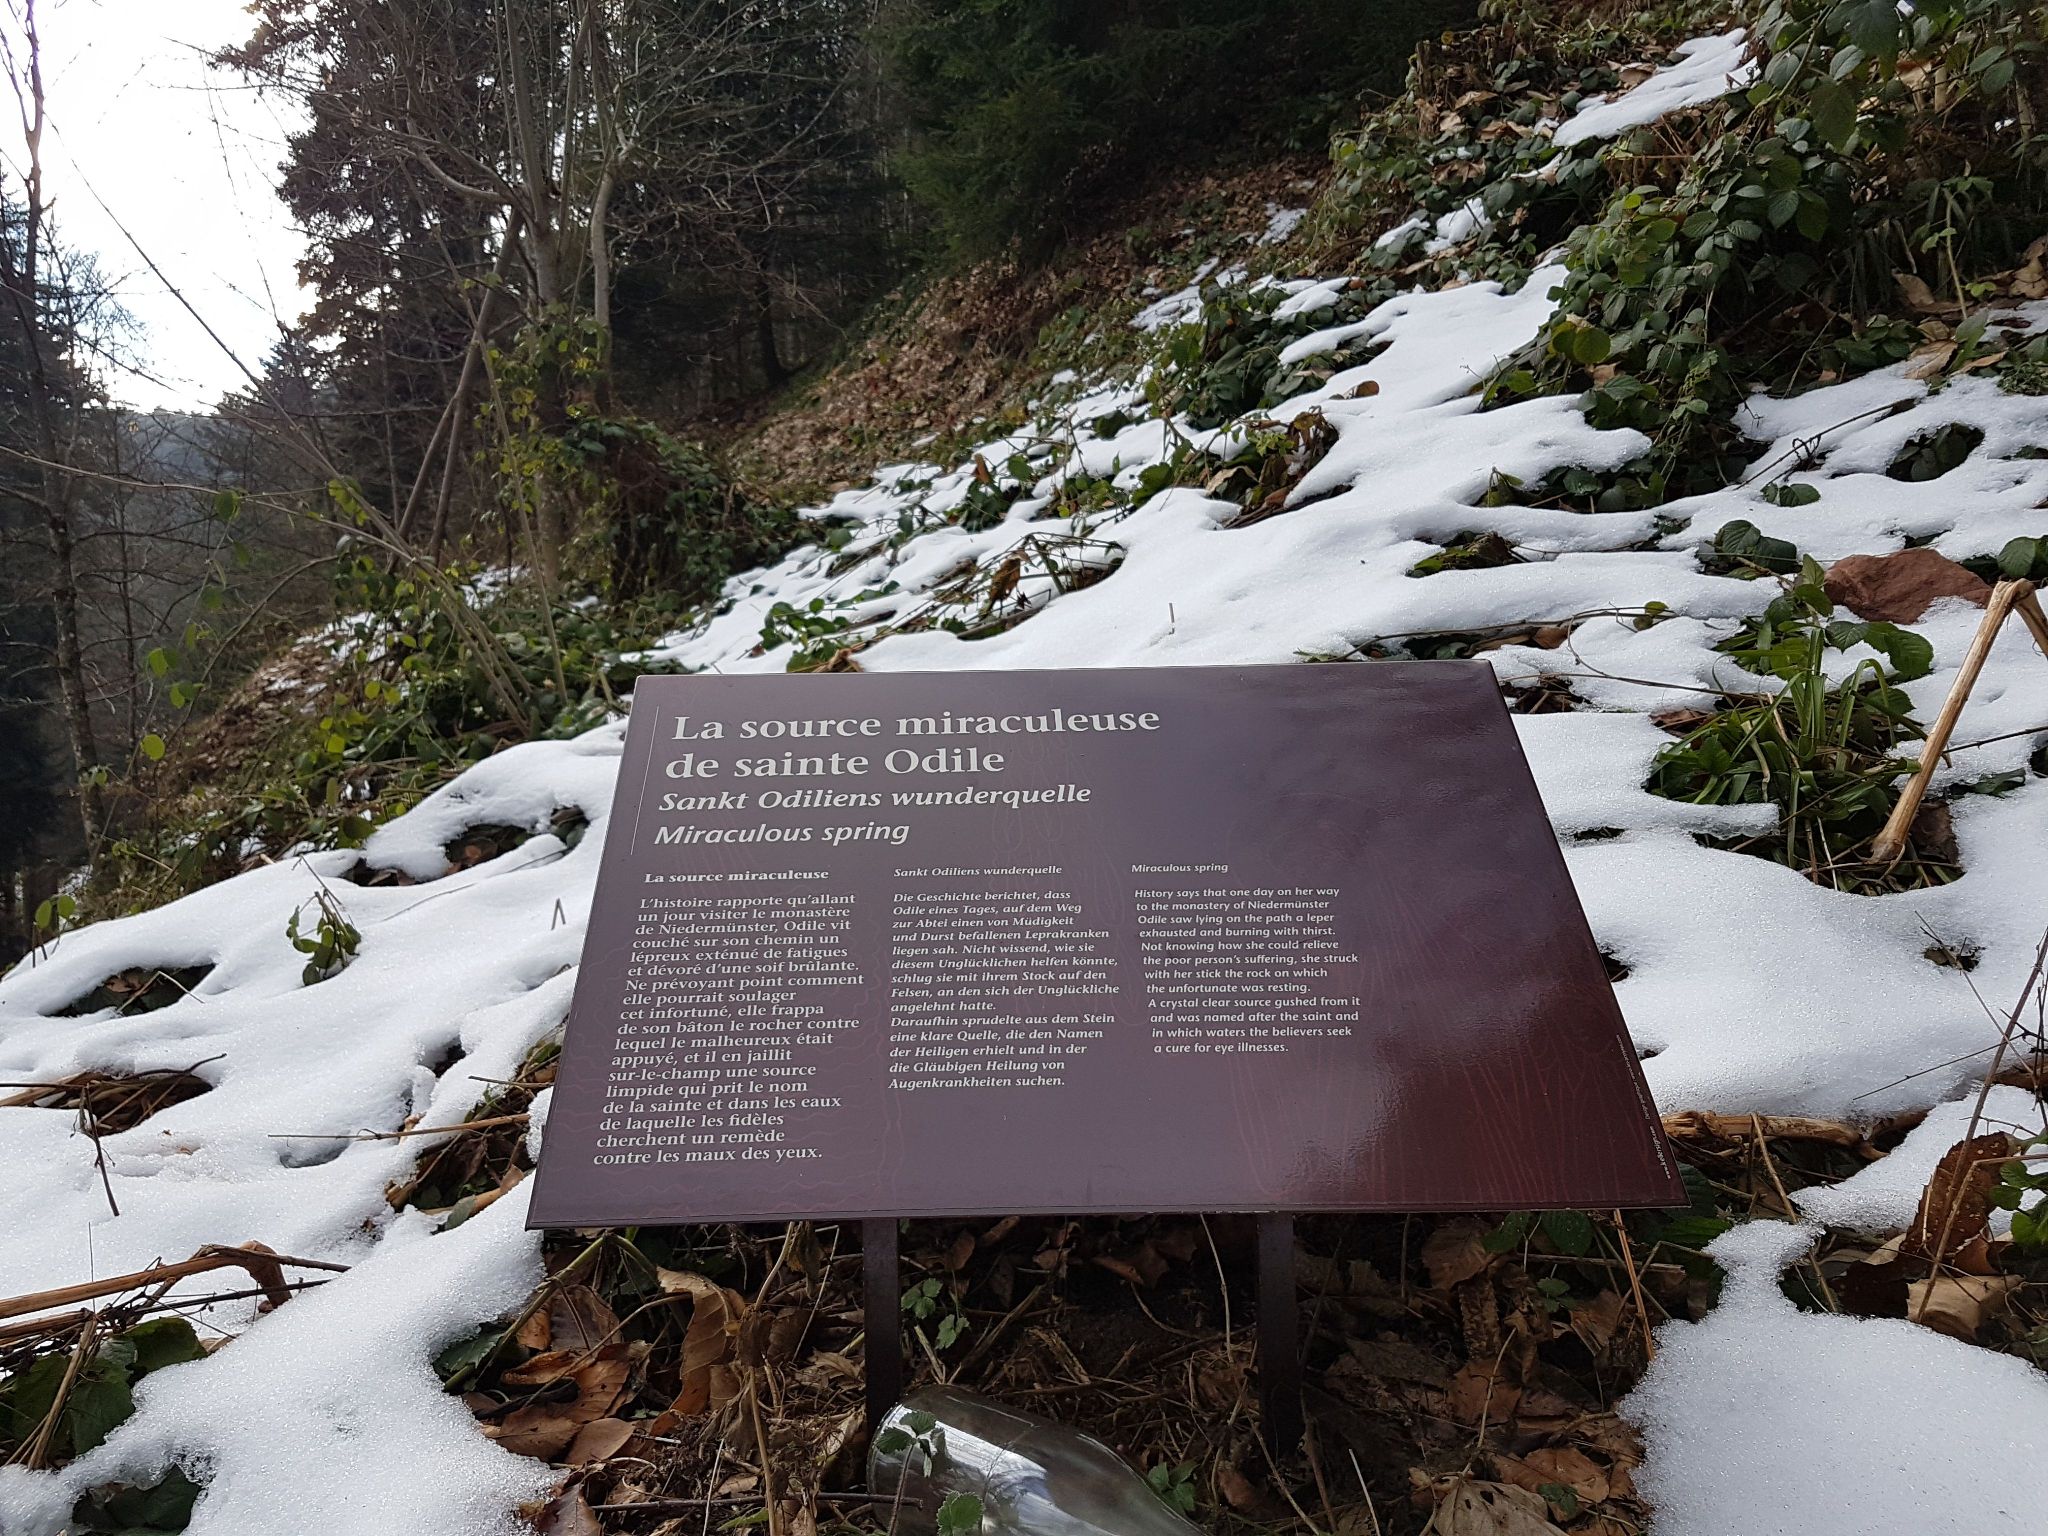 La source miraculeuse
de sainte Odile
Sankt Odiliens wunderquelle
Miraculous spring
La source miraculeuse
L'histoire rapporte qu'allant
un jour visiter le monastère
de Niedermünster, Odile vit
couché sur son chemin un
lépreux exténué de fatigues
et dévoré d'une soif brûlante.
Ne prévoyant point comment
elle pourrait soulager
cet infortuné, elle frappa
de son bâton le rocher contre
lequel le malheureux était
appuyé, et il en jaillit
sur-le-champ une source
limpide qui prit le nom
de la sainte et dans les eaux
de laquelle les fidèles
cherchent un remède
contre les maux des yeux.
Sankt Odiliens wunderquelle
Die Geschichte berichtet, dass
Odile eines Tages, auf dem Weg
zur Abtei einen von Müdigkeit
und Durst befallenen Leprakranken
liegen sah. Nicht wissend, wie sie
diesem Unglücklichen helfen könnte,
schlug sie mit ihrem Stock auf den
Felsen, an den sich der Unglückliche
angelehnt hatte.
Daraufhin sprudelte aus dem Stein
eine klare Quelle, die den Namen
der Heiligen erhielt und in der
die Gläubigen Heilung von
Augenkrankheiten suchen.
Miraculous spring
History says that one day on her way
to the monastery of Niedermünster
Odile saw lying on the path a leper
exhausted and burning with thirst.
Not knowing how she could relieve
the poor person's suffering, she struck
with her stick the rock on which
the unfortunate was resting.
A crystal clear source gushed from it
and was named after the saint and
in which waters the believers seek
a cure for eye illnesses.